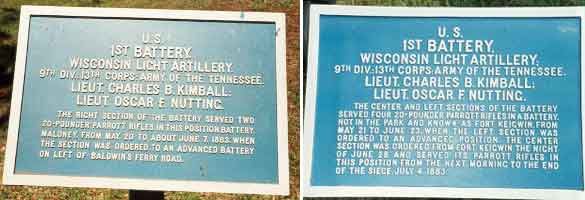 U.S.
1ST BATTERY,
WISCONSIN LIGHT ARTILLERY;
9TH DIV.: 13TH CORPS: ARMY OF THE TENNESSEE.
LIEUT. CHARLES B. KIMBALL:
LIEUT. OSCAR F. NUTTING.
THE RIGHT SECTION OF THE BATTERY SERVED TWO
20-POUNDER PARROTT RIFLES IN THIS POSITION, BATTERY
MALONEY, FROM MAY 20 TO ABOUT JUNE 7, 1863, WHEN
THE SECTION WAS ORDERED TO AN ADVANCED BATTERY
ON LEFT OF BALDWIN'S FERRY ROAD.
U.S.
1ST BATTERY,
WISCONSIN LIGHT ARTILLERY;
9TH DIV.: 13TH CORPS: ARMY OF THE TENNESSEE.
LIEUT. CHARLES B. KIMBALL:
LIEUT. OSCAR F. NUTTING.
THE CENTER AND LEFT SECTIONS OF THE BATTERY
SERVED FOUR 20-POUNDER PARROTT RIFLES IN A BATTERY,
NOT IN THE PARK AND KNOWN AS FORT KEIGWIN, FROM
MAY 21 TO JUNE 23, WHEN THE LEFT SECTION WAS
ORDERED TO AN ADVANCED POSITION. THE CENTER
SECTION WAS ORDERED FROM FORT KEIGWIN THE NIGHT
OF JUNE 28 AND SERVED ITS PARROTT RIFLES IN
THIS POSITION FROM THE NEXT MORNING TO THE END
OF THE SIEGE, JULY 4, 1863.